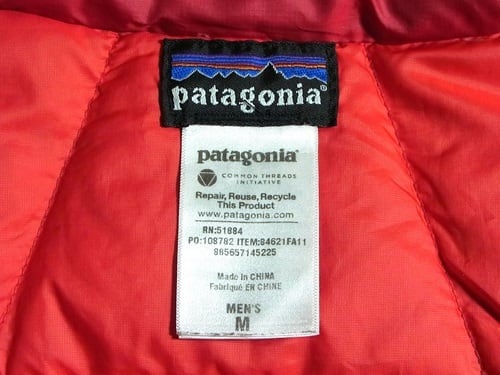 patagonia®
patagonia®
COMMON THREADS
INITIATIVE
Repair, Reuse, Recycle
This Product
www.patagonia.com
RN:51884
PO:108782 ITEM:84621FA11
885657145225
Made in CHINA
Fabriqué EN CHINE
MEN'S
M